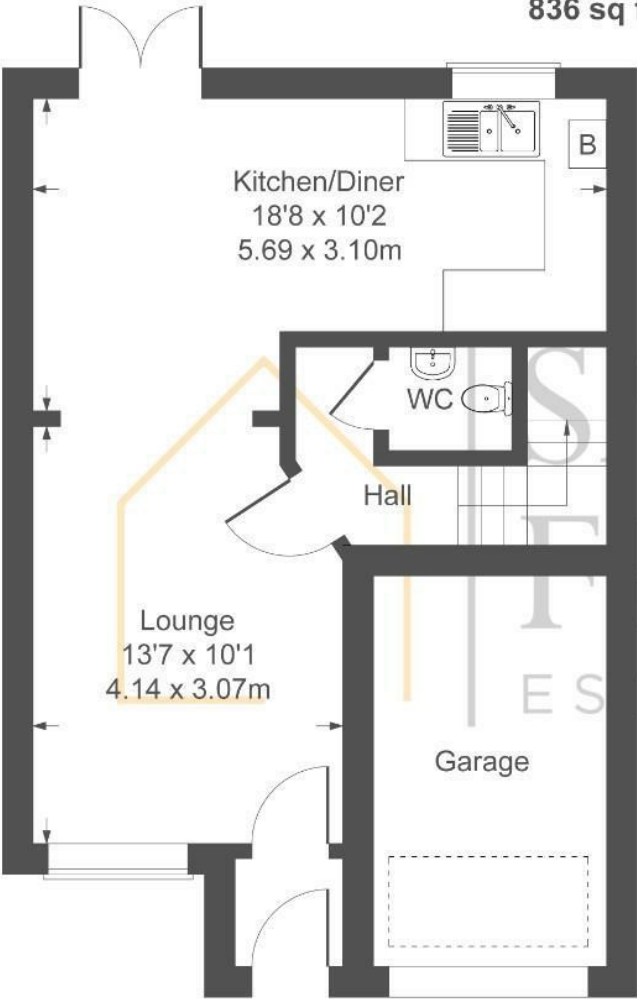 836 sq
B
Kitchen/Diner
18'8 x 10'2
5.69 x 3.10m
WC
Hall
Lounge
13'7 x 10'1
4.14 x 3.07m
Garage
S
F
E S